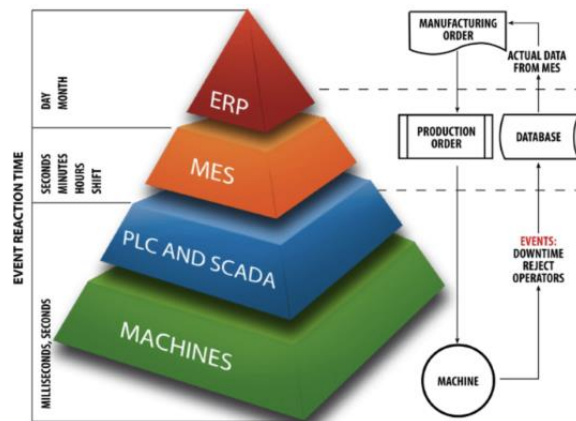 EVENT REACTION TIME
DAY
MONTH
SECONDS
MINUTES
HOURS
SHIFT
MILLISECONDS, SECONDS
ERP
MES
PLC AND SCADA
MACHINES
MANUFACTURING
ORDER
ACTUAL DATA
FROM MES
PRODUCTION
ORDER
DATABASE
EVENTS:
DOWNTIME
REJECT
OPERATORS
MACHINE